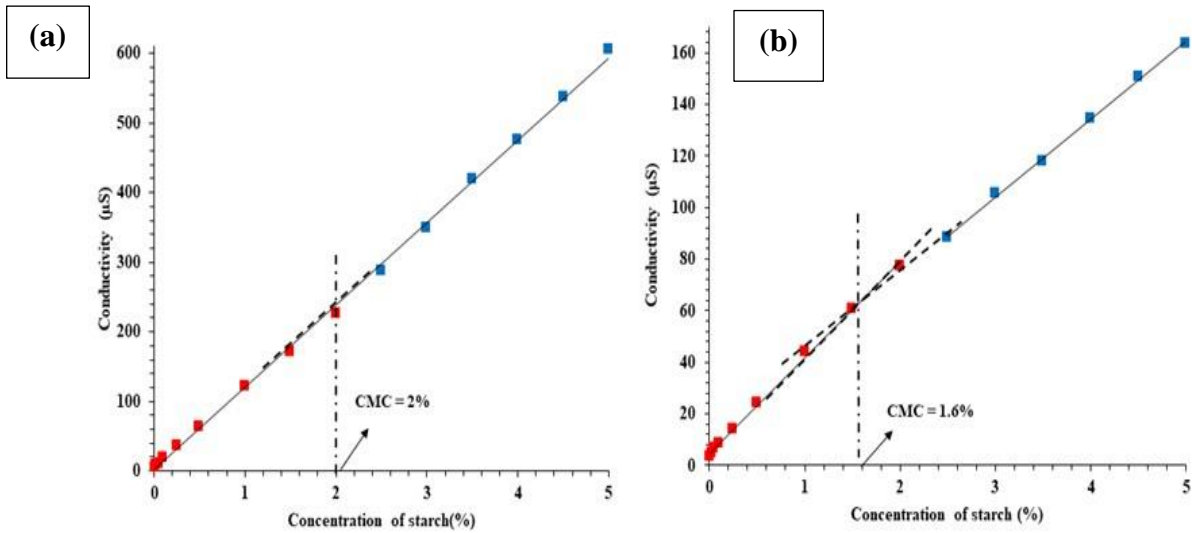 (a)
600
500
400
300
200
100
0
Conductivity (µS)
CMC = 2%
0 1 2 3 4 5
Concentration of starch(%)
(b)
160
140
120
100
80
60
40
20
0
Conductivity (µS)
CMC = 1.6%
0 1 2 3 4 5
Concentration of starch (%)